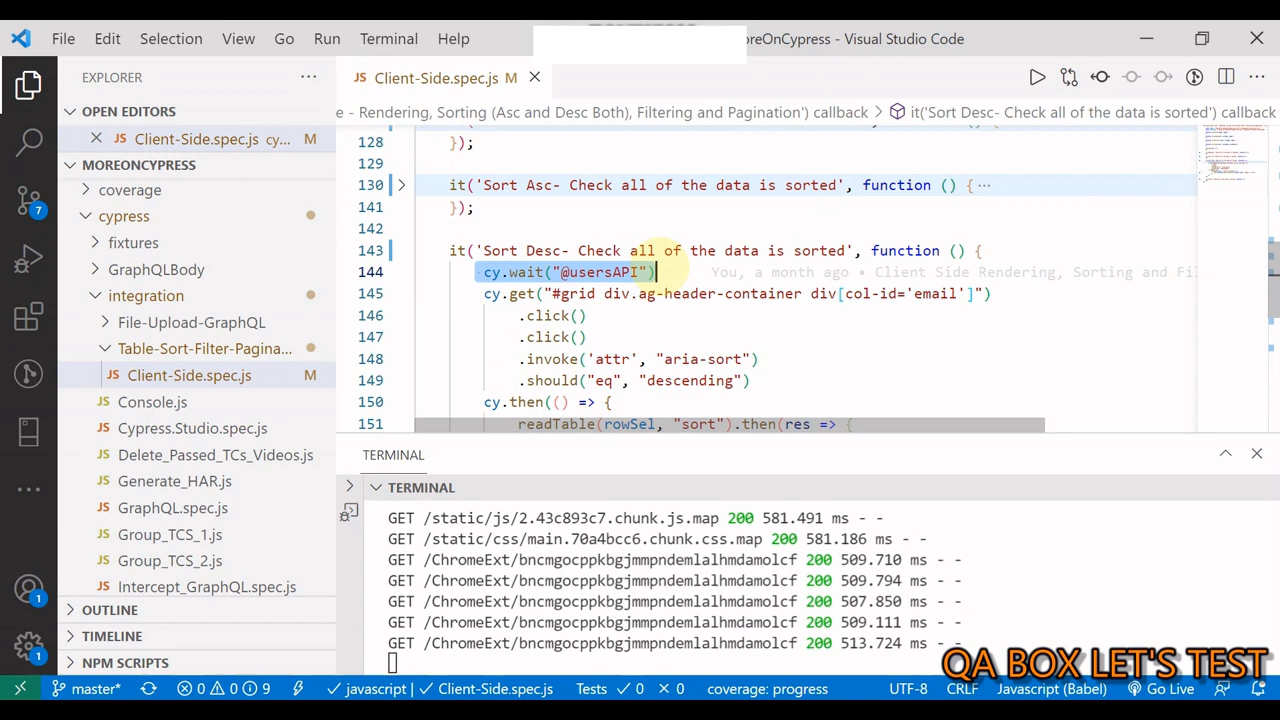 File Edit Selection View Go Run Terminal Help
oreOnCypress - Visual Studio Code
EXPLORER
OPEN EDITORS
JS Client-Side.spec.js cy... M
MOREONCYPRESS
coverage
cypress
fixtures
GraphQLBody
integration
File-Upload-GraphQL
Table-Sort-Filter-Pagina...
JS Client-Side.spec.js M
JS Console.js
JS Cypress.Studio.spec.js
JS Delete_Passed_TCs_Videos.js
JS Generate_HAR.js
JS GraphQL.spec.js
JS Group_TCS_1.js
JS Group_TCS_2.js
JS Intercept_GraphQL.spec.js
OUTLINE
TIMELINE
NPM SCRIPTS
7
1
1
JS Client-Side.spec.js M
e - Rendering, Sorting (Asc and Desc Both), Filtering and Pagination') callback > it('Sort Desc- Check all of the data is sorted') callback
128 });
129
130 it('Sort Asc- Check all of the data is sorted', function () { ...
141 });
142
143 it('Sort Desc- Check all of the data is sorted', function () {
144 cy.wait("@usersAPI") You, a month ago • Client Side Rendering, Sorting and Fi
145 cy.get("#grid div.ag-header-container div[col-id='email']")
146 .click()
147 .click()
148 .invoke('attr', "aria-sort")
149 .should("eq", "descending")
150 cy.then(() => {
151 readTable(rowSel, "sort").then(res => {
TERMINAL
TERMINAL
GET /static/js/2.43c893c7.chunk.js.map 200 581.491 ms - -
GET /static/css/main.70a4bcc6.chunk.css.map 200 581.186 ms - -
GET /ChromeExt/bncmgocppkbgjmmpndemlalhmdamolcf 200 509.710 ms - -
GET /ChromeExt/bncmgocppkbgjmmpndemlalhmdamolcf 200 509.794 ms - -
GET /ChromeExt/bncmgocppkbgjmmpndemlalhmdamolcf 200 507.850 ms - -
GET /ChromeExt/bncmgocppkbgjmmpndemlalhmdamolcf 200 509.111 ms - -
GET /ChromeExt/bncmgocppkbgjmmpndemlalhmdamolcf 200 513.724 ms - -
QA BOX LET'S TEST
master* 0 0 9 javascript | Client-Side.spec.js Tests 0 0 coverage: progress UTF-8 CRLF Javascript (Babel) Go Live